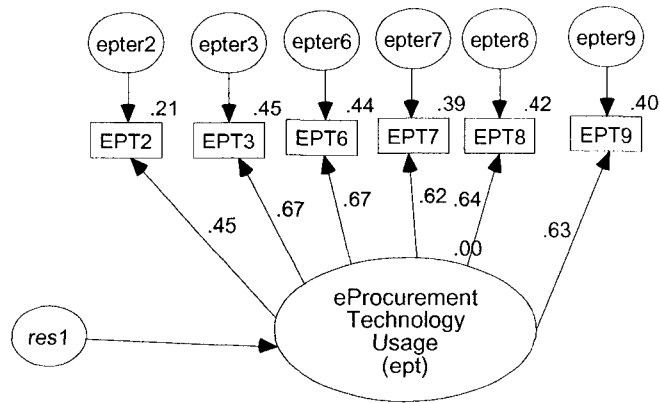 epter2 epter3 epter6 epter7 epter8 epter9
.21 .45 .44 .39 .42 .40
EPT2 EPT3 EPT6 EPT7 EPT8 EPT9
.45 .67 .67 .62 .64 .63
.00
eProcurement
Technology
Usage
(ept)
res1